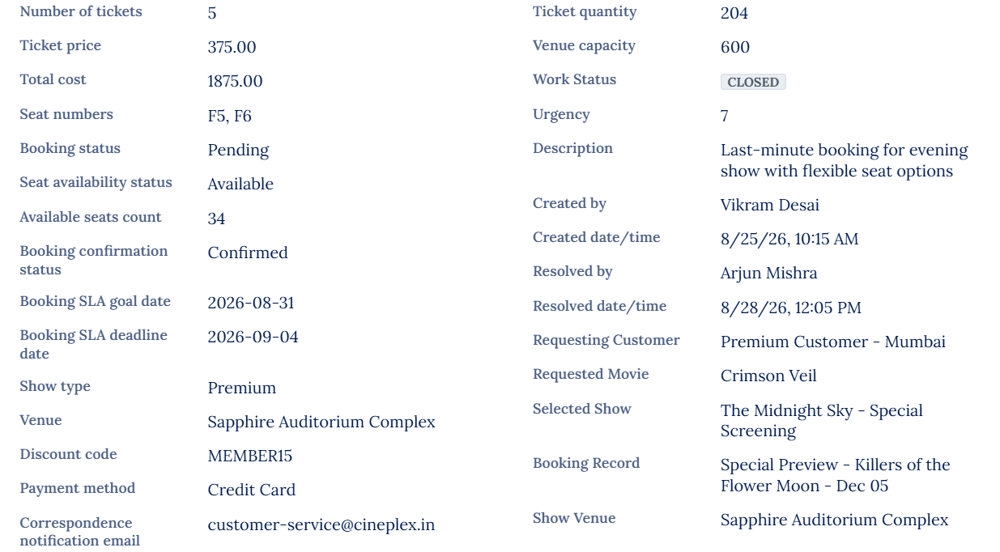 Number of tickets 5
Ticket price 375.00
Total cost 1875.00
Seat numbers F5, F6
Booking status Pending
Seat availability status Available
Available seats count 34
Booking confirmation
status Confirmed
Booking SLA goal date 2026-08-31
Booking SLA deadline
date 2026-09-04
Show type Premium
Venue Sapphire Auditorium Complex
Discount code MEMBER15
Payment method Credit Card
Correspondence
notification email customer-service@cineplex.in
Ticket quantity 204
Venue capacity 600
Work Status CLOSED
Urgency 7
Description Last-minute booking for evening
show with flexible seat options
Created by Vikram Desai
Created date/time 8/25/26, 10:15 AM
Resolved by Arjun Mishra
Resolved date/time 8/28/26, 12:05 PM
Requesting Customer Premium Customer - Mumbai
Requested Movie Crimson Veil
Selected Show The Midnight Sky - Special
Screening
Booking Record Special Preview - Killers of the
Flower Moon - Dec 05
Show Venue Sapphire Auditorium Complex